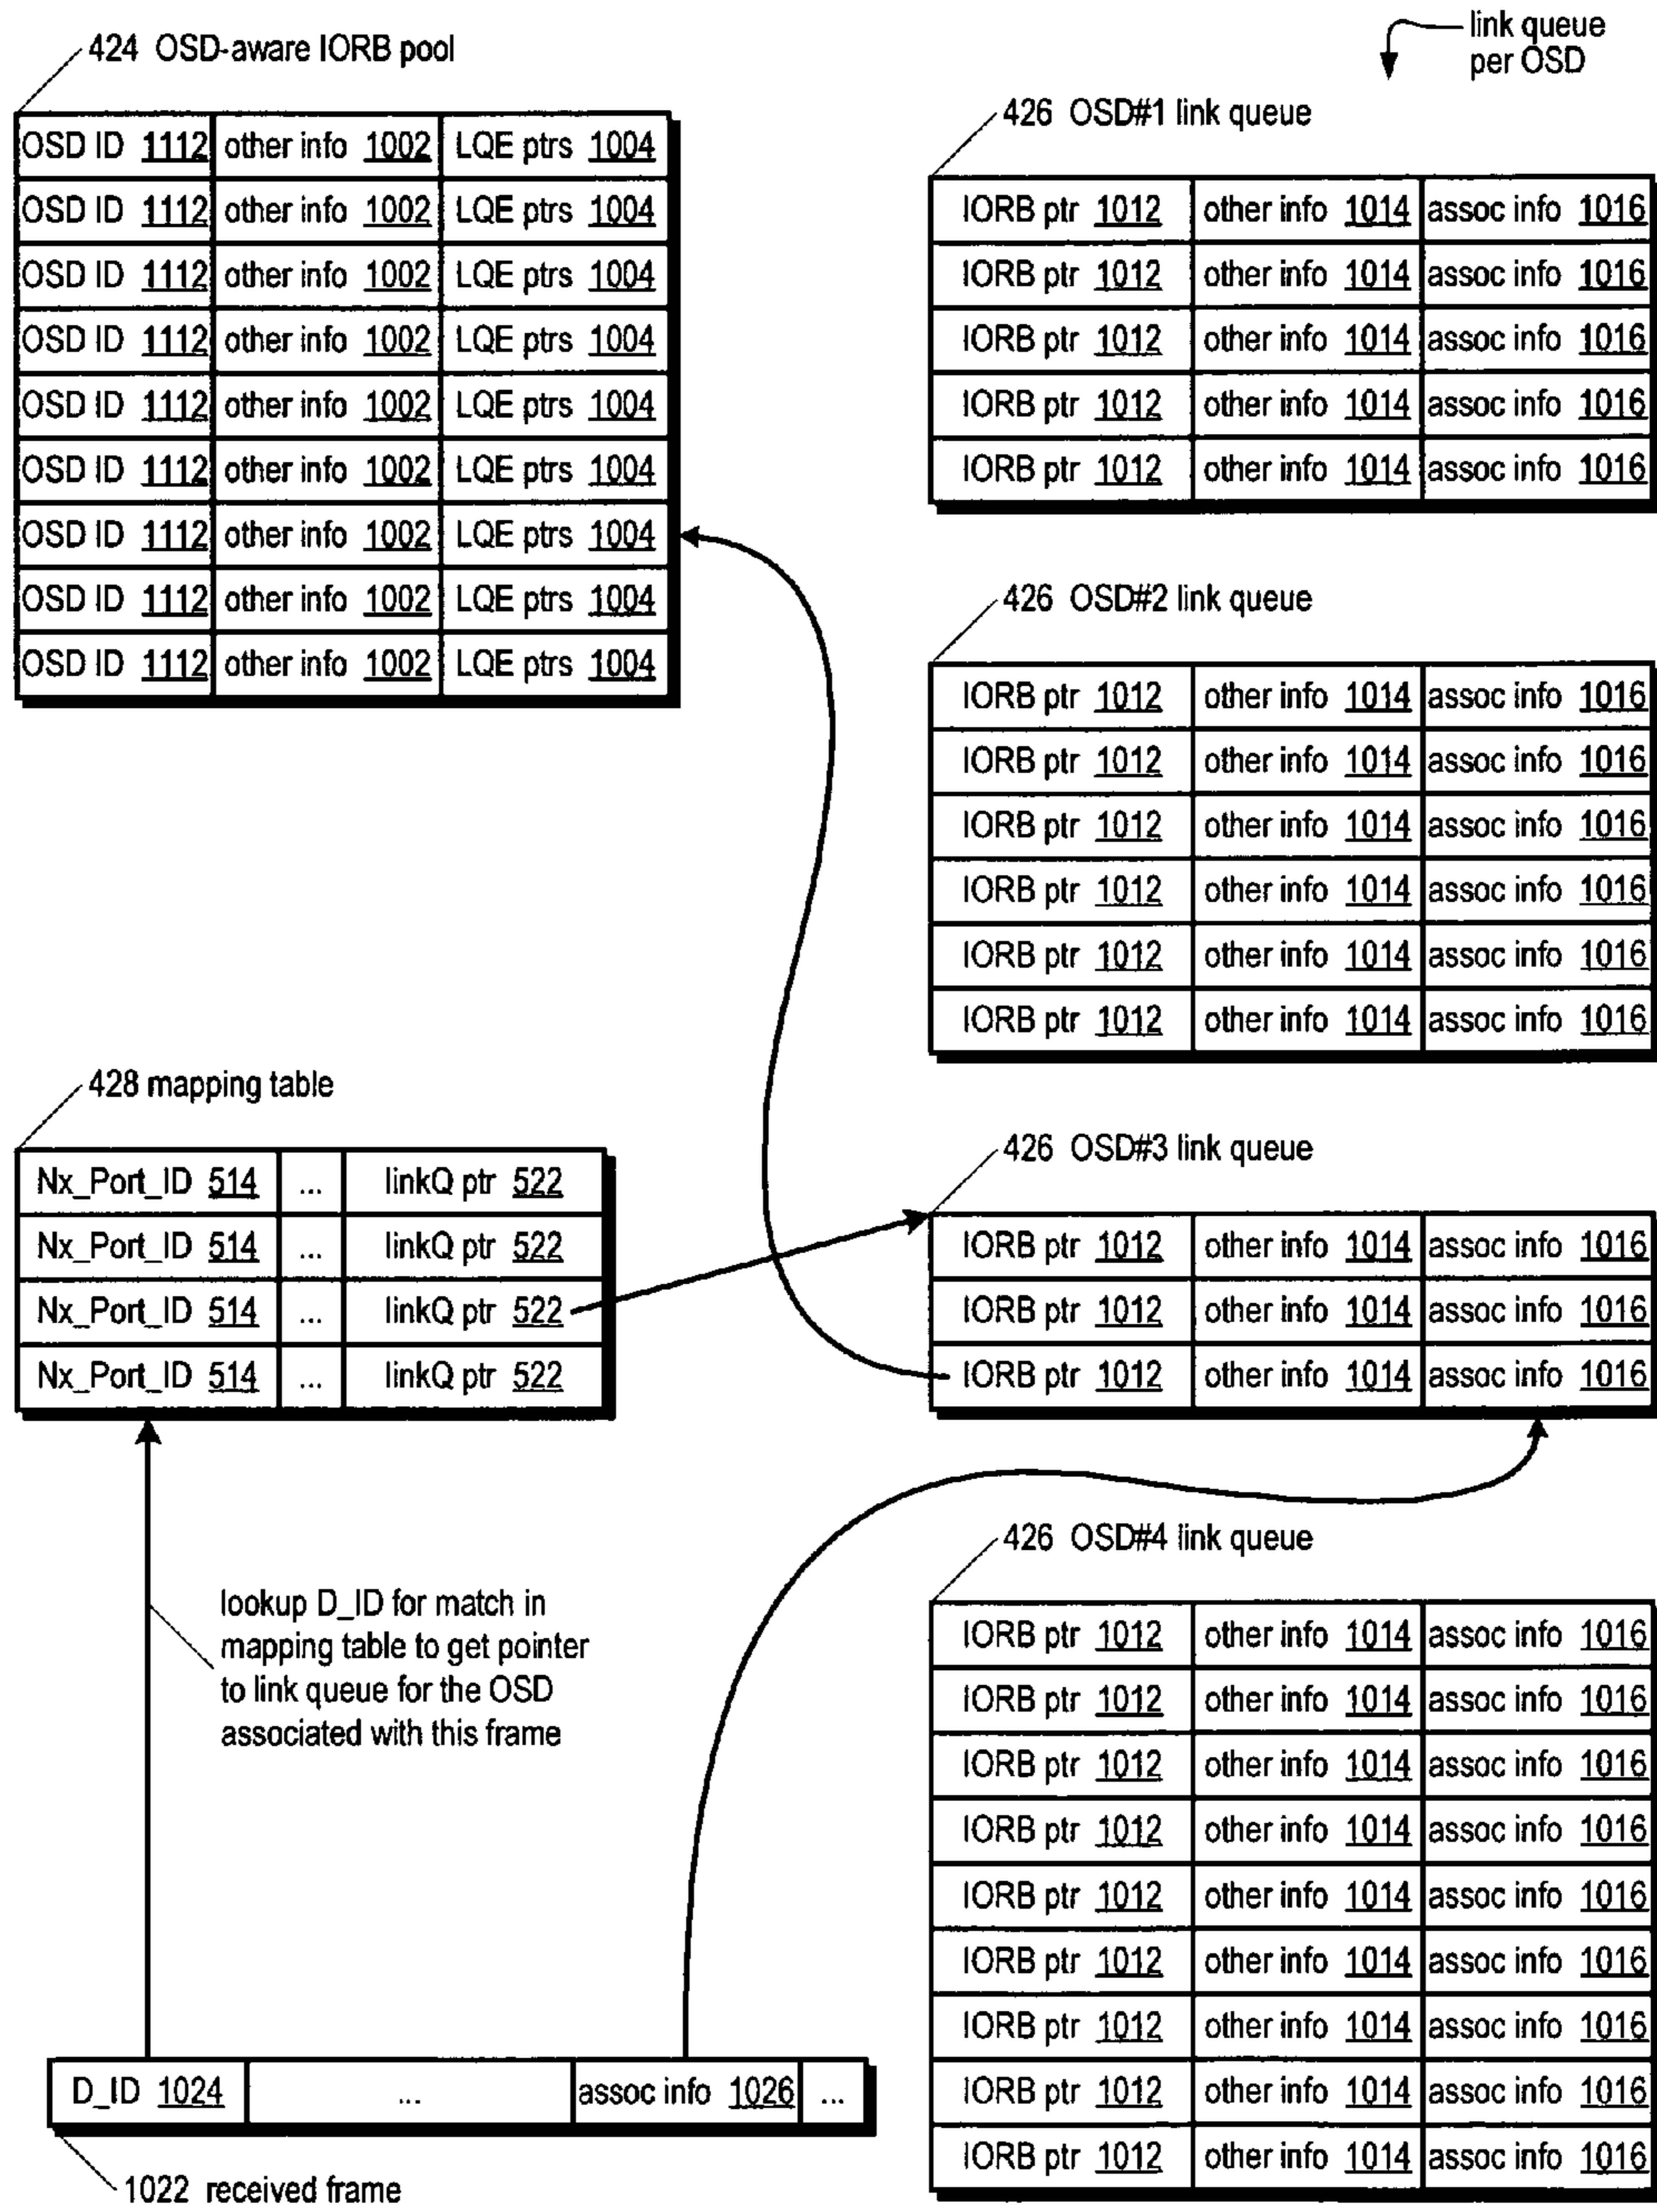 424 OSD-aware IORB pool
OSD ID 1112 other info 1002 LQE ptrs 1004
OSD ID 1112 other info 1002 LQE ptrs 1004
OSD ID 1112 other info 1002 LQE ptrs 1004
OSD ID 1112 other info 1002 LQE ptrs 1004
OSD ID 1112 other info 1002 LQE ptrs 1004
OSD ID 1112 other info 1002 LQE ptrs 1004
OSD ID 1112 other info 1002 LQE ptrs 1004
OSD ID 1112 other info 1002 LQE ptrs 1004
OSD ID 1112 other info 1002 LQE ptrs 1004
link queue
per OSD
426 OSD#1 link queue
IORB ptr 1012 other info 1014 assoc info 1016
IORB ptr 1012 other info 1014 assoc info 1016
IORB ptr 1012 other info 1014 assoc info 1016
IORB ptr 1012 other info 1014 assoc info 1016
IORB ptr 1012 other info 1014 assoc info 1016
426 OSD#2 link queue
IORB ptr 1012 other info 1014 assoc info 1016
IORB ptr 1012 other info 1014 assoc info 1016
IORB ptr 1012 other info 1014 assoc info 1016
IORB ptr 1012 other info 1014 assoc info 1016
IORB ptr 1012 other info 1014 assoc info 1016
IORB ptr 1012 other info 1014 assoc info 1016
428 mapping table
Nx_Port_ID 514 ... linkQ ptr 522
Nx_Port_ID 514 ... linkQ ptr 522
Nx_Port_ID 514 ... linkQ ptr 522
Nx_Port_ID 514 ... linkQ ptr 522
426 OSD#3 link queue
IORB ptr 1012 other info 1014 assoc info 1016
IORB ptr 1012 other info 1014 assoc info 1016
IORB ptr 1012 other info 1014 assoc info 1016
lookup D_ID for match in
mapping table to get pointer
to link queue for the OSD
associated with this frame
426 OSD#4 link queue
IORB ptr 1012 other info 1014 assoc info 1016
IORB ptr 1012 other info 1014 assoc info 1016
IORB ptr 1012 other info 1014 assoc info 1016
IORB ptr 1012 other info 1014 assoc info 1016
IORB ptr 1012 other info 1014 assoc info 1016
IORB ptr 1012 other info 1014 assoc info 1016
IORB ptr 1012 other info 1014 assoc info 1016
IORB ptr 1012 other info 1014 assoc info 1016
IORB ptr 1012 other info 1014 assoc info 1016
D_ID 1024 ... assoc info 1026 ...
1022 received frame